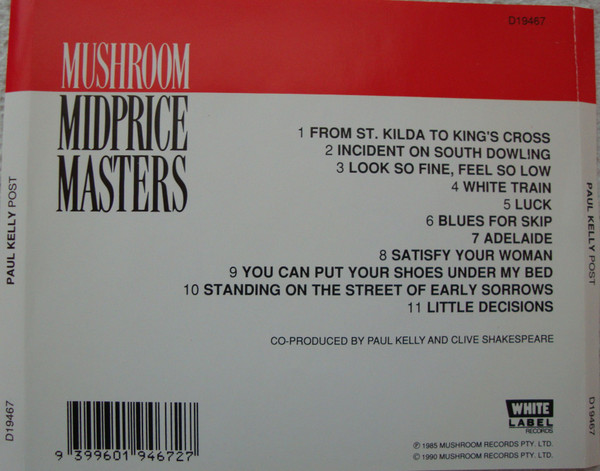 D19467
MUSHROOM
MIDPRICE
MASTERS
1 FROM ST. KILDA TO KING'S CROSS
2 INCIDENT ON SOUTH DOWLING
3 LOOK SO FINE, FEEL SO LOW
4 WHITE TRAIN
5 LUCK
6 BLUES FOR SKIP
7 ADELAIDE
8 SATISFY YOUR WOMAN
9 YOU CAN PUT YOUR SHOES UNDER MY BED
10 STANDING ON THE STREET OF EARLY SORROWS
11 LITTLE DECISIONS
CO-PRODUCED BY PAUL KELLY AND CLIVE SHAKESPEARE
PAUL KELLY POST
D19467
PAUL KELLY POST
D19467
9 399601 946727
WHITE
LABEL
RECORDS
℗ 1985 MUSHROOM RECORDS PTY. LTD.
© 1990 MUSHROOM RECORDS PTY. LTD.